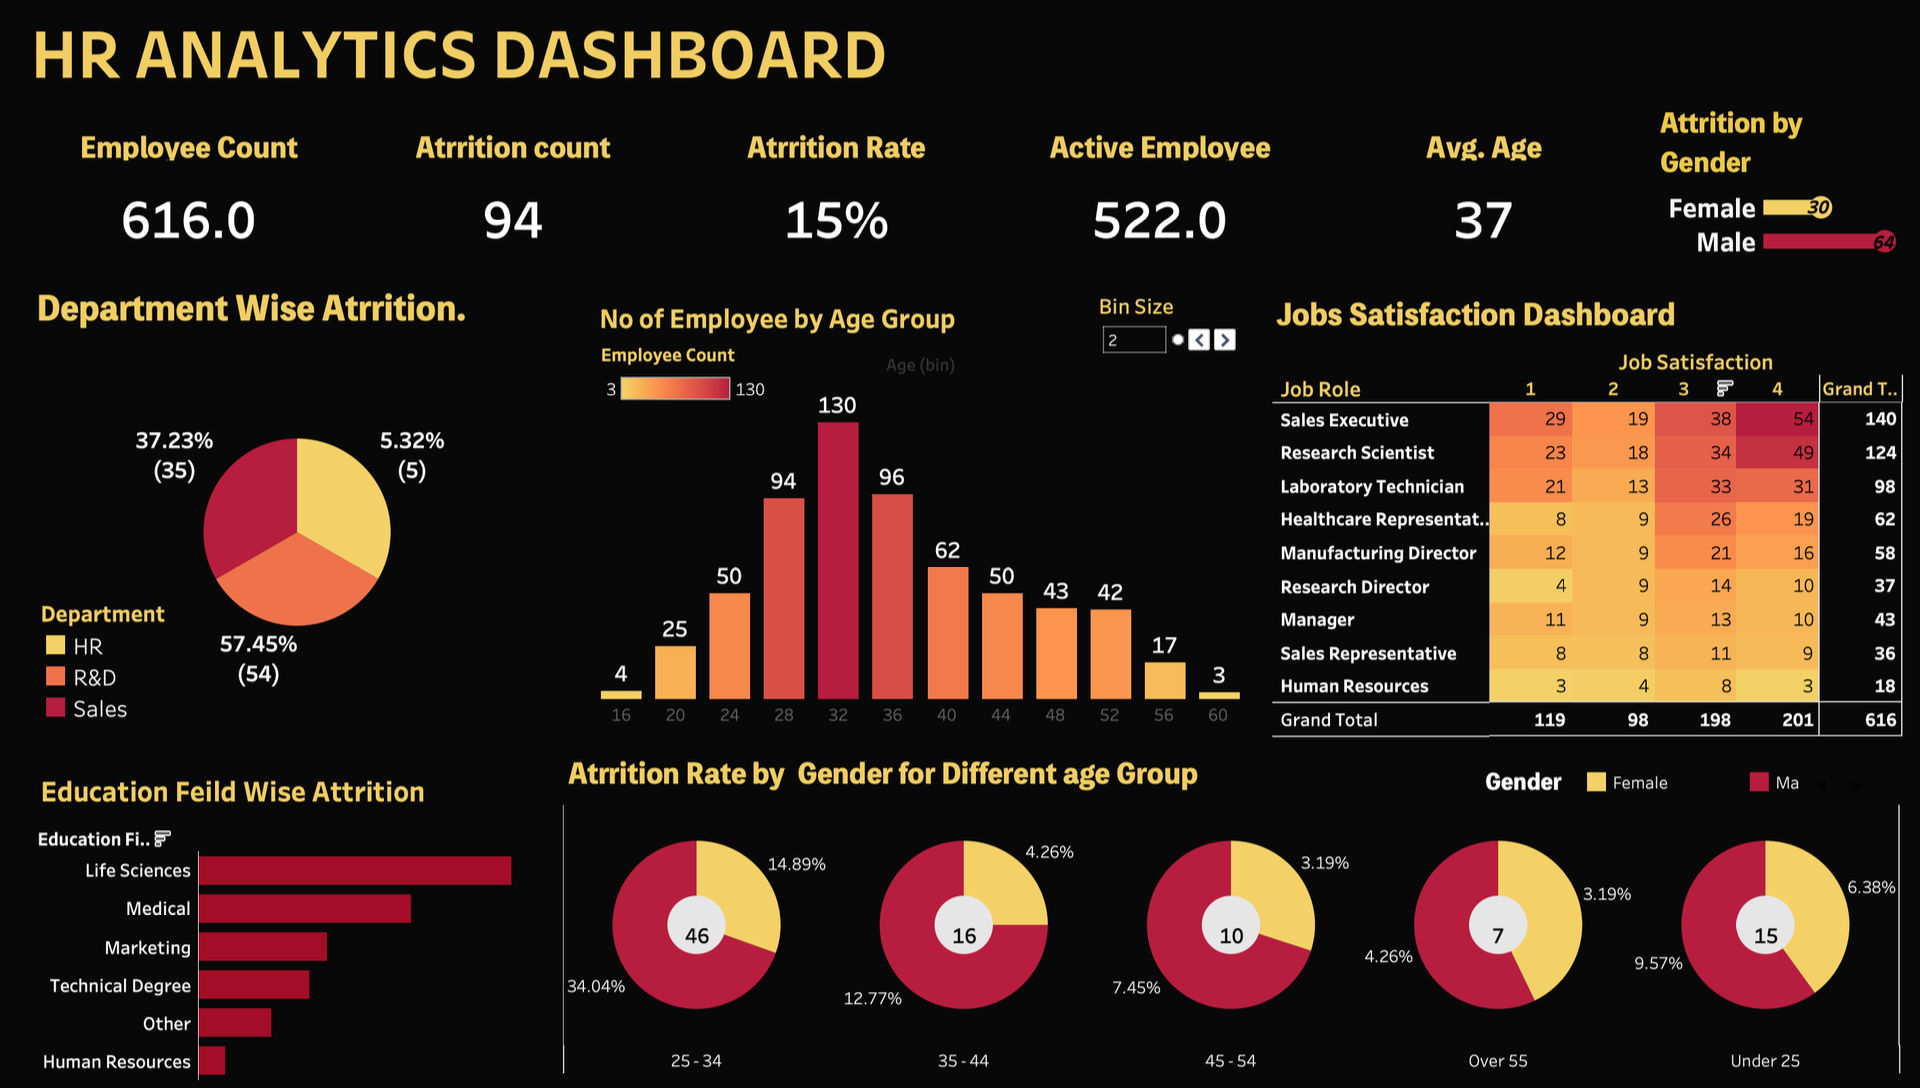 HR ANALYTICS DASHBOARD
Employee Count
Atrrition count
Atrrition Rate
Active Employee
Avg. Age
Attrition by
Gender
616.0
94
15%
522.0
37
Female 30
Male 64
Department Wise Atrrition.
37.23%
(35)
5.32%
(5)
57.45%
(54)
Department
HR
R&D
Sales
No of Employee by Age Group
Employee Count
3 130
Age (bin)
Bin Size
2
4 25 50 94 130 96 62 50 43 42 17 3
16 20 24 28 32 36 40 44 48 52 56 60
Jobs Satisfaction Dashboard
Job Satisfaction
Job Role 1 2 3 4 Grand T..
Sales Executive 29 19 38 54 140
Research Scientist 23 18 34 49 124
Laboratory Technician 21 13 33 31 98
Healthcare Representat.. 8 9 26 19 62
Manufacturing Director 12 9 21 16 58
Research Director 4 9 14 10 37
Manager 11 9 13 10 43
Sales Representative 8 8 11 9 36
Human Resources 3 4 8 3 18
Grand Total 119 98 198 201 616
Education Feild Wise Attrition
Education Fi..
Life Sciences
Medical
Marketing
Technical Degree
Other
Human Resources
Atrrition Rate by  Gender for Different age Group
Gender Female Ma
14.89%
46
34.04%
25 - 34
4.26%
16
12.77%
35 - 44
3.19%
10
7.45%
45 - 54
3.19%
7
4.26%
Over 55
6.38%
15
9.57%
Under 25